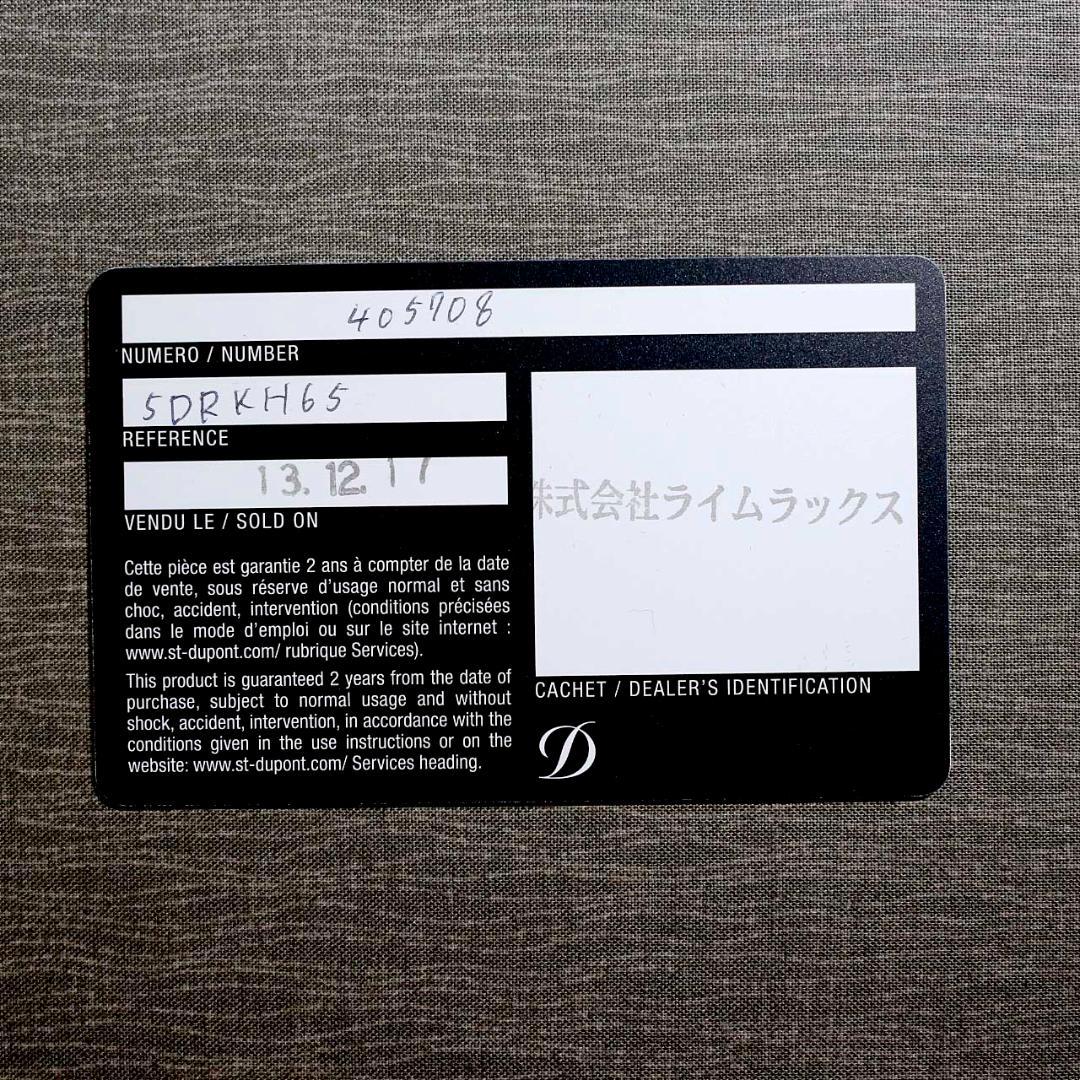 405708
NUMERO / NUMBER
5DRKH65
REFERENCE
13.12.17
VENDU LE / SOLD ON
Cette pièce est garantie 2 ans à compter de la date
de vente, sous réserve d'usage normal et sans
choc, accident, intervention (conditions précisées
dans le mode d'emploi ou sur le site internet :
www.st-dupont.com/ rubrique Services).
This product is guaranteed 2 years from the date of
purchase, subject to normal usage and without
shock, accident, intervention, in accordance with the
conditions given in the use instructions or on the
website: www.st-dupont.com/ Services heading.
株式会社ライムラックス
CACHET / DEALER'S IDENTIFICATION
D